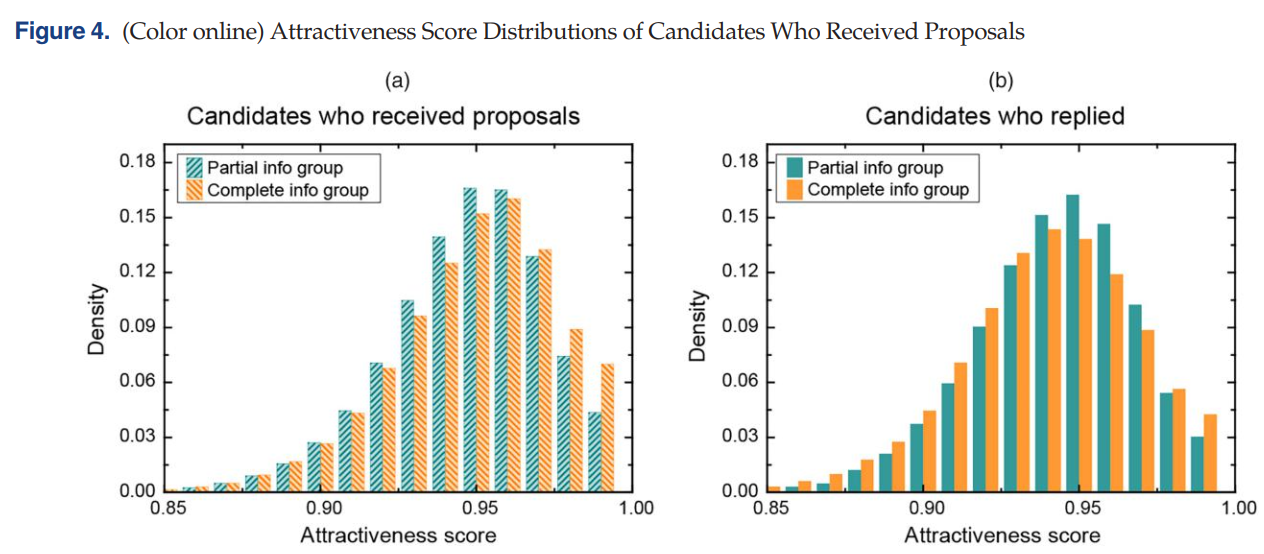 Figure 4. (Color online) Attractiveness Score Distributions of Candidates Who Received Proposals
(a)
Candidates who received proposals
Partial info group
Complete info group
Density
0.18
0.15
0.12
0.09
0.06
0.03
0.00
0.85 0.90 0.95 1.00
Attractiveness score
(b)
Candidates who replied
Partial info group
Complete info group
Density
0.18
0.15
0.12
0.09
0.06
0.03
0.00
0.85 0.90 0.95 1.00
Attractiveness score